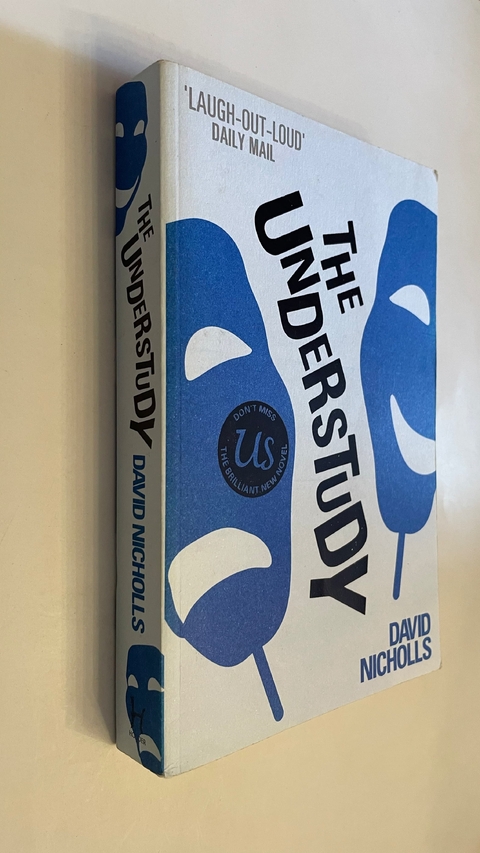 'LAUGH-OUT-LOUD'
DAILY MAIL
THE
UNDERSTUDY
DON'T MISS
Us
THE BRILLIANT NEW NOVEL
DAVID
NICHOLLS
THE
UNDERSTUDY
DAVID NICHOLLS
H